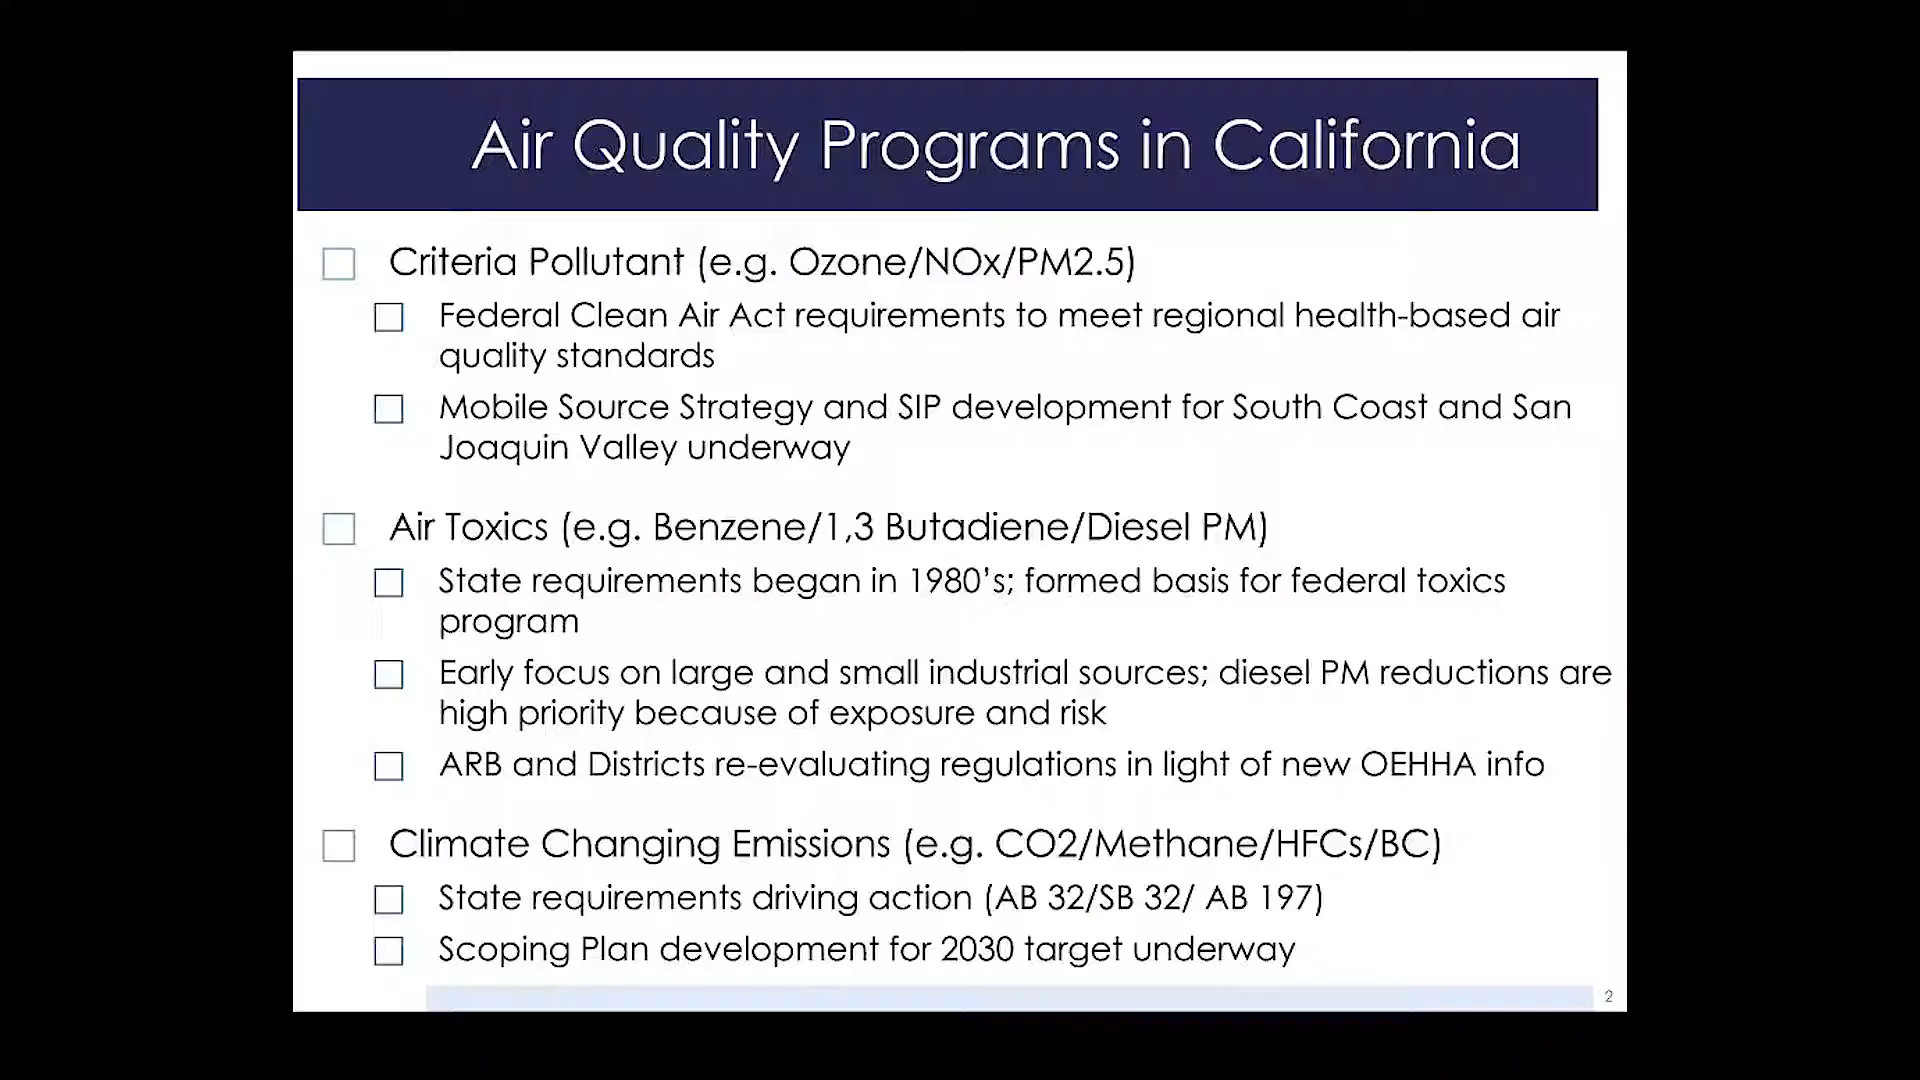 Air Quality Programs in California
Criteria Pollutant (e.g. Ozone/NOx/PM2.5)
Federal Clean Air Act requirements to meet regional health-based air
quality standards
Mobile Source Strategy and SIP development for South Coast and San
Joaquin Valley underway
Air Toxics (e.g. Benzene/1,3 Butadiene/Diesel PM)
State requirements began in 1980’s; formed basis for federal toxics
program
Early focus on large and small industrial sources; diesel PM reductions are
high priority because of exposure and risk
ARB and Districts re-evaluating regulations in light of new OEHHA info
Climate Changing Emissions (e.g. CO2/Methane/HFCs/BC)
State requirements driving action (AB 32/SB 32/ AB 197)
Scoping Plan development for 2030 target underway
2